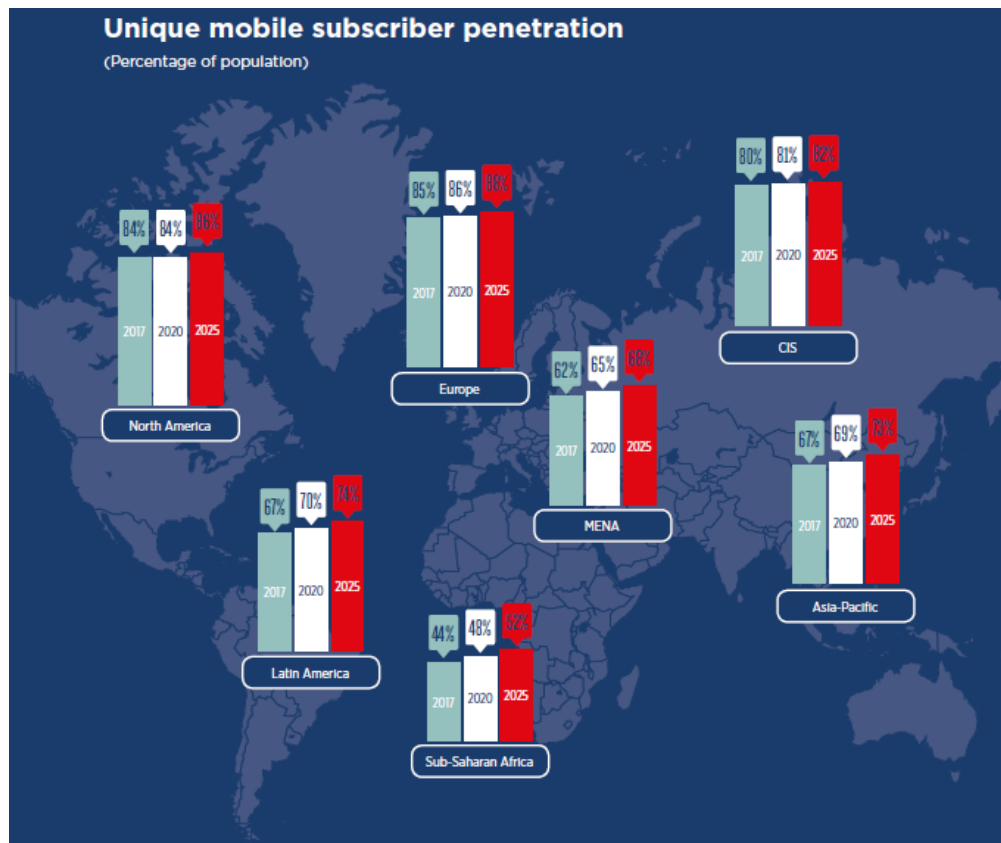 Unique mobile subscriber penetration
(Percentage of population)
84% 84% 86%
2017 2020 2025
North America
85% 86% 88%
2017 2020 2025
Europe
80% 81% 82%
2017 2020 2025
CIS
62% 65% 68%
2017 2020 2025
MENA
67% 69% 73%
2017 2020 2025
Asia-Pacific
67% 70% 74%
2017 2020 2025
Latin America
44% 48% 52%
2017 2020 2025
Sub-Saharan Africa